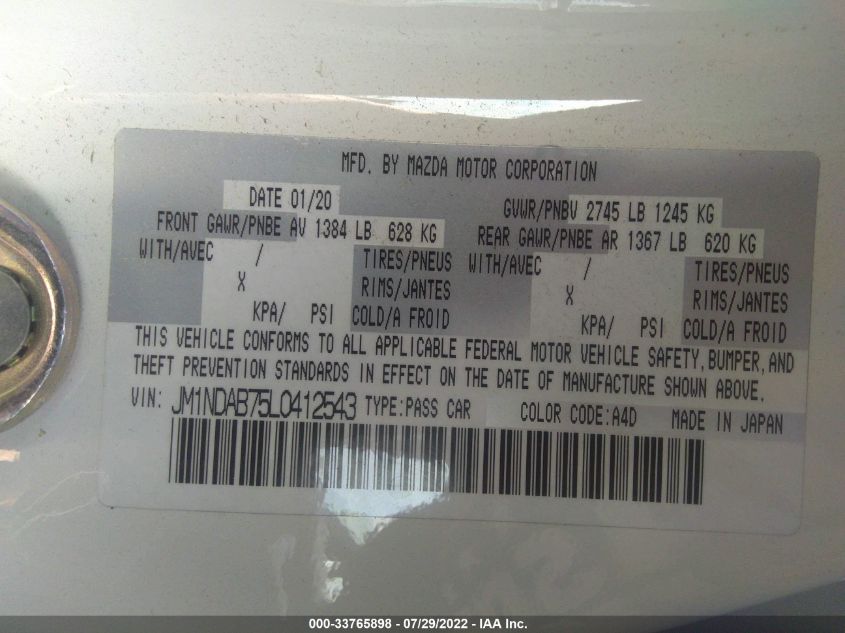 MFD. BY MAZDA MOTOR CORPORATION
DATE 01/20 GVWR/PNBV 2745 LB 1245 KG
FRONT GAWR/PNBE AV 1384 LB 628 KG REAR GAWR/PNBE AR 1367 LB 620 KG
WITH/AVEC / TIRES/PNEUS WITH/AVEC / TIRES/PNEUS
X RIMS/JANTES X RIMS/JANTES
KPA/ PSI COLD/A FROID KPA/ PSI COLD/A FROID
THIS VEHICLE CONFORMS TO ALL APPLICABLE FEDERAL MOTOR VEHICLE SAFETY,BUMPER,AND
THEFT PREVENTION STANDARDS IN EFFECT ON THE DATE OF MANUFACTURE SHOWN ABOVE.
VIN: JM1NDAB75L0412543 TYPE:PASS CAR COLOR CODE:A4D MADE IN JAPAN
000-33765898 - 07/29/2022 - IAA Inc.